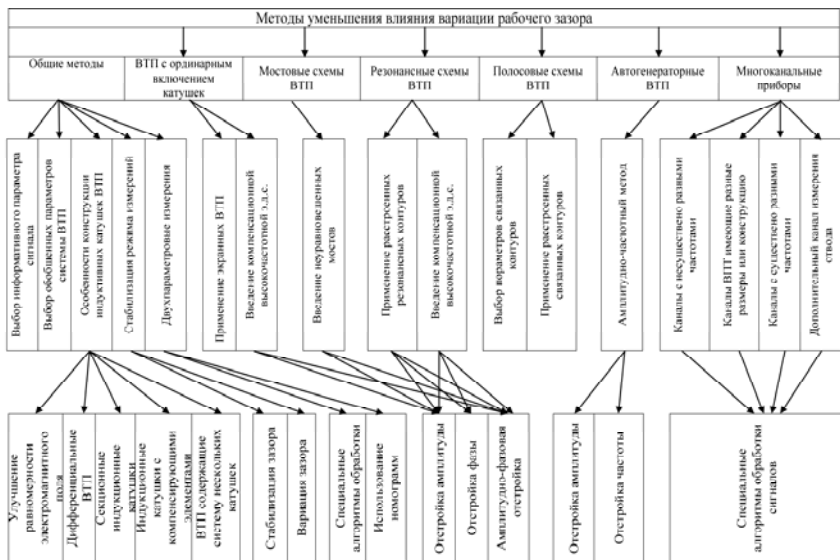 Методы уменьшения влияния вариации рабочего зазора
Общие методы
ВТП с ординарным
включением
катушек
Мостовые схемы
ВТП
Резонансные схемы
ВТП
Полосовые схемы
ВТП
Автогенераторные
ВТП
Многоканальные
приборы
Выбор информативного параметра
сигнала
Выбор обобщенных параметров
системы ВТП
Особенности конструкции
индуктивных катушек ВТП
Стабилизация режима измерений
Двухпараметровые измерения
Применение экранных ВТП
Введение компенсационной
высокочастотной э.д.с.
Введение неуравновешенных
мостов
Применение расстроенных
резонансных контуров
Введение компенсационной
высокочастотной э.д.с.
Выбор вораметров связанных
контуров
Применение расстроенных
связанных контуров
Амплитудно-частотный метод
Каналы с несущественно разными
частотами
Каналы ВПТ имеющие разные
размеры или конструкцию
Каналы с существенно разными
частотами
Дополнительный канал измерения
отвода
Улучшение
равномерности
электромагнитного
поля
Дифференциальные
ВТП
Секционные
индукционные
катушки
Индукционные
катушки с
компенсирующими
элементами
ВТП содержащие
систему нескольких
катушек
Стабилизация зазора
Вариация зазора
Специальные
алгоритмы обработки
Использование
номограмм
Отстройка амплитуды
Отстройка фазы
Амплитудно-фазовая
отстройка
Отстройка амплитуды
Отстройка частоты
Специальные
алгоритмы обработки
сигналов